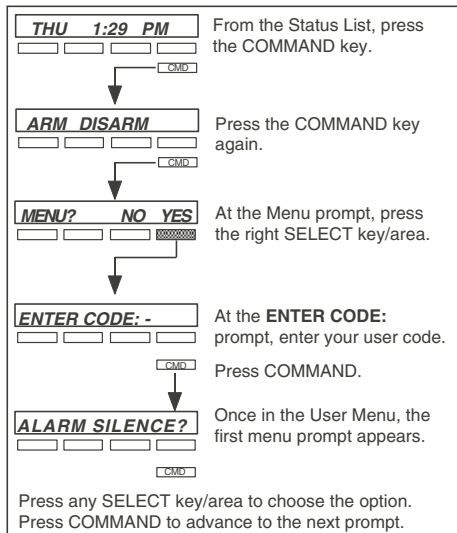 THU 1:29 PM
From the Status List, press
the COMMAND key.
CMD
ARM DISARM
Press the COMMAND key
again.
CMD
MENU? NO YES
At the Menu prompt, press
the right SELECT key/area.
ENTER CODE: -
At the ENTER CODE:
prompt, enter your user code.
CMD
Press COMMAND.
ALARM SILENCE?
Once in the User Menu, the
first menu prompt appears.
CMD
Press any SELECT key/area to choose the option.
Press COMMAND to advance to the next prompt.